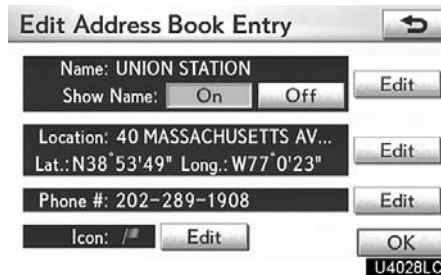 Edit Address Book Entry
Name: UNION STATION
Edit
Show Name: On Off
Location: 40 MASSACHUSETTS AV...
Edit
Lat.:N38°53'49" Long.:W77°0'23"
Phone #: 202-289-1908 Edit
Icon: Edit
OK
U4028LC